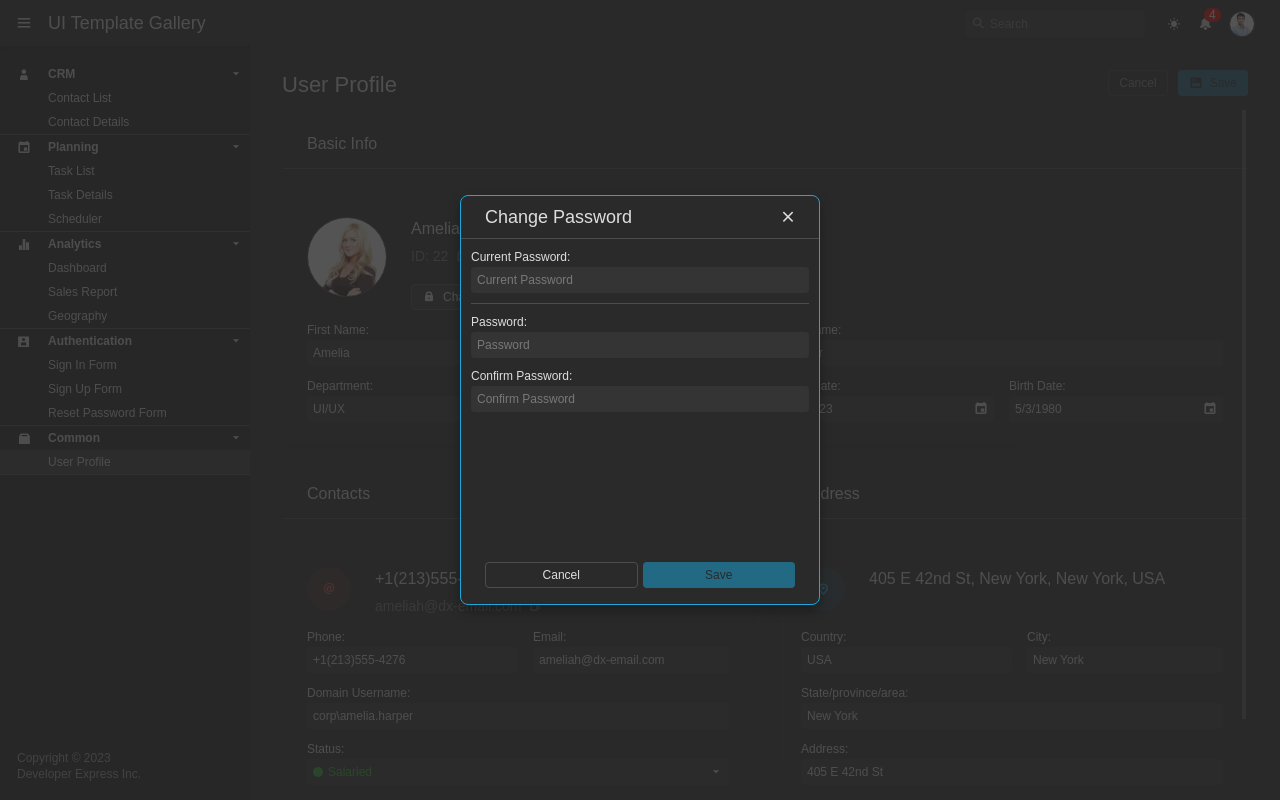 UI Template Gallery
Search
4
CRM
Contact List
Contact Details
Planning
Task List
Task Details
Scheduler
Analytics
Dashboard
Sales Report
Geography
Authentication
Sign In Form
Sign Up Form
Reset Password Form
Common
User Profile
Copyright © 2023
Developer Express Inc.
User Profile
Cancel
Save
Basic Info
Amelia
ID: 22
First Name:
Amelia
Department:
UI/UX
Birth Date:
5/3/1980
Change Password
Current Password:
Current Password
Password:
Password
Confirm Password:
Confirm Password
Cancel
Save
Contacts
+1(213)555-
ameliah@dx-email.com
Phone:
+1(213)555-4276
Email:
ameliah@dx-email.com
Domain Username:
corp\amelia.harper
Status:
Salaried
405 E 42nd St, New York, New York, USA
Country:
USA
City:
New York
State/province/area:
New York
Address:
405 E 42nd St